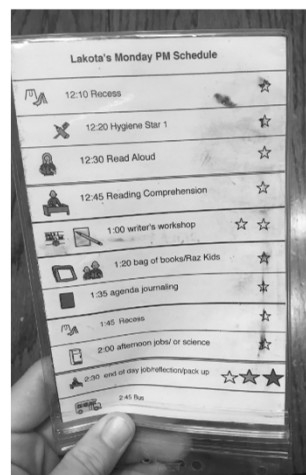 Lakota's Monday PM Schedule
12:10 Recess
12:20 Hygiene Star 1
12:30 Read Aloud
12:45 Reading Comprehension
1:00 writer's workshop
1:20 bag of books/Raz Kids
1:35 agenda journaling
1:45 Recess
2:00 afternoon jobs/ or science
2:30 end of day job/reflection/pack up
2:45 Bus